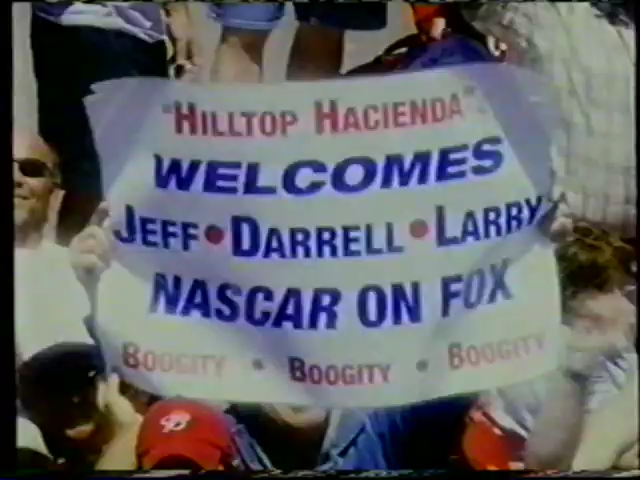 "HILLTOP HACIENDA"
WELCOMES
JEFF • DARRELL • LARRY
NASCAR ON FOX
BOOGITY • BOOGITY • BOOGITY